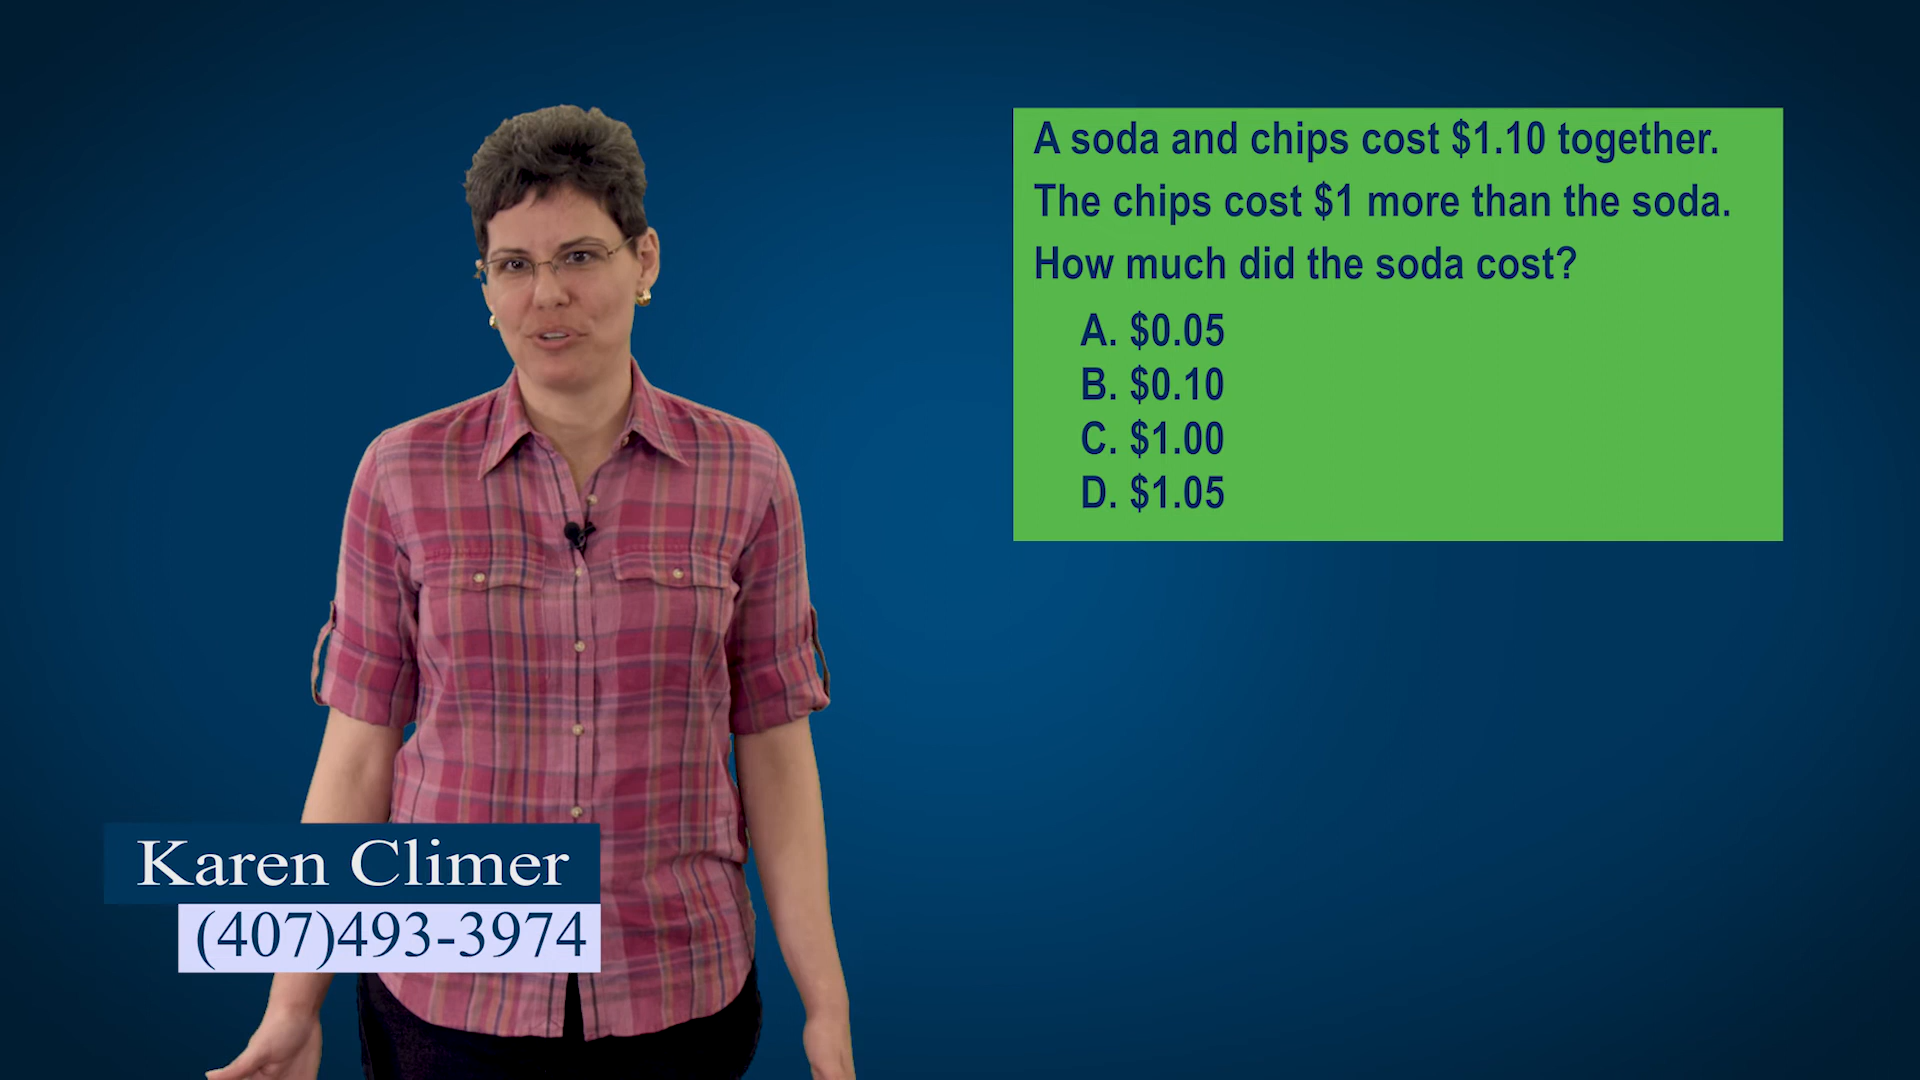 A soda and chips cost $1.10 together.
The chips cost $1 more than the soda.
How much did the soda cost?
A. $0.05
B. $0.10
C. $1.00
D. $1.05
Karen Climer
(407)493-3974